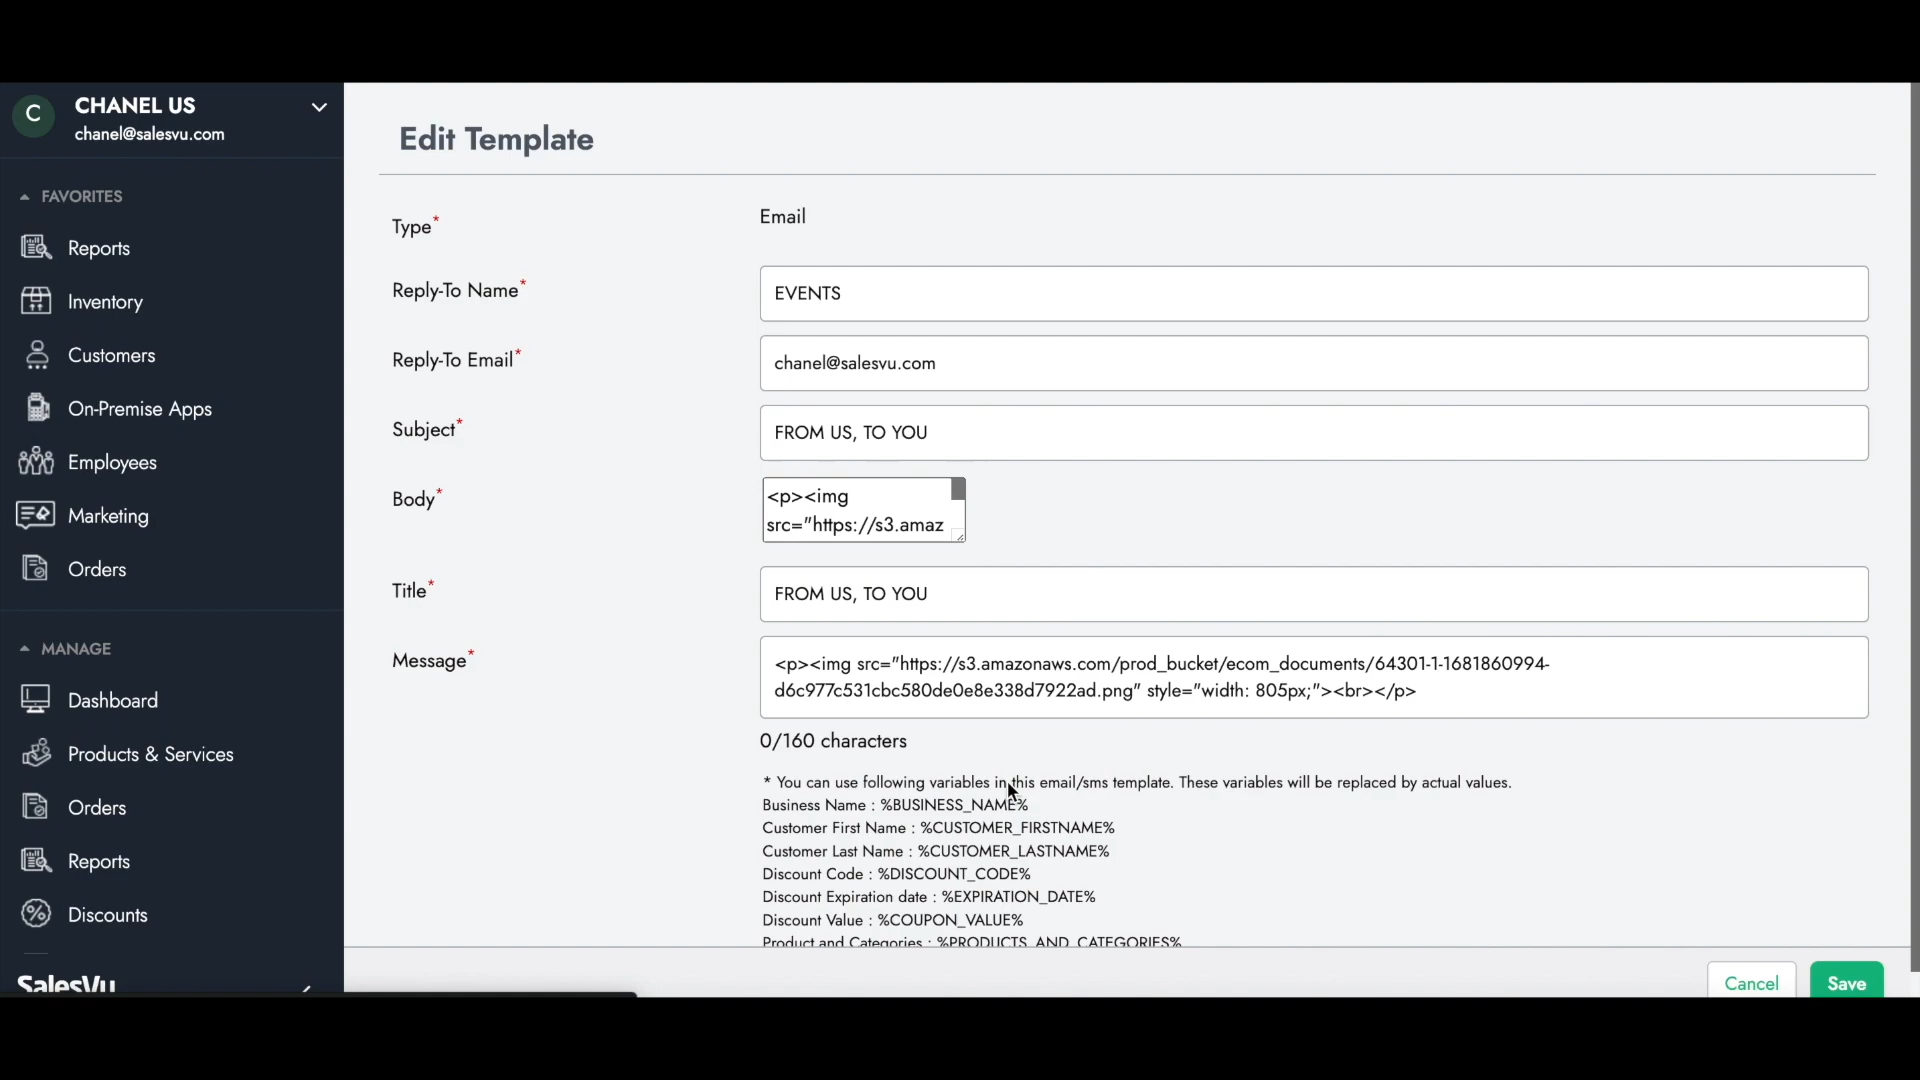 C
CHANEL US
chanel@salesvu.com
FAVORITES
Reports
Inventory
Customers
On-Premise Apps
Employees
Marketing
Orders
MANAGE
Dashboard
Products & Services
Orders
Reports
Discounts
SalesVu
Edit Template
Type*
Email
Reply-To Name*
EVENTS
Reply-To Email*
chanel@salesvu.com
Subject*
FROM US, TO YOU
Body*
<p><img
src="https://s3.amaz
Title*
FROM US, TO YOU
Message*
<p><img src="https://s3.amazonaws.com/prod_bucket/ecom_documents/64301-1-1681860994-
d6c977c531cbc580de0e8e338d7922ad.png" style="width: 805px;"><br></p>
0/160 characters
* You can use following variables in this email/sms template. These variables will be replaced by actual values.
Business Name : %BUSINESS_NAME%
Customer First Name : %CUSTOMER_FIRSTNAME%
Customer Last Name : %CUSTOMER_LASTNAME%
Discount Code : %DISCOUNT_CODE%
Discount Expiration date : %EXPIRATION_DATE%
Discount Value : %COUPON_VALUE%
Product and Categories : %PRODUCTS_AND_CATEGORIES%
Cancel
Save